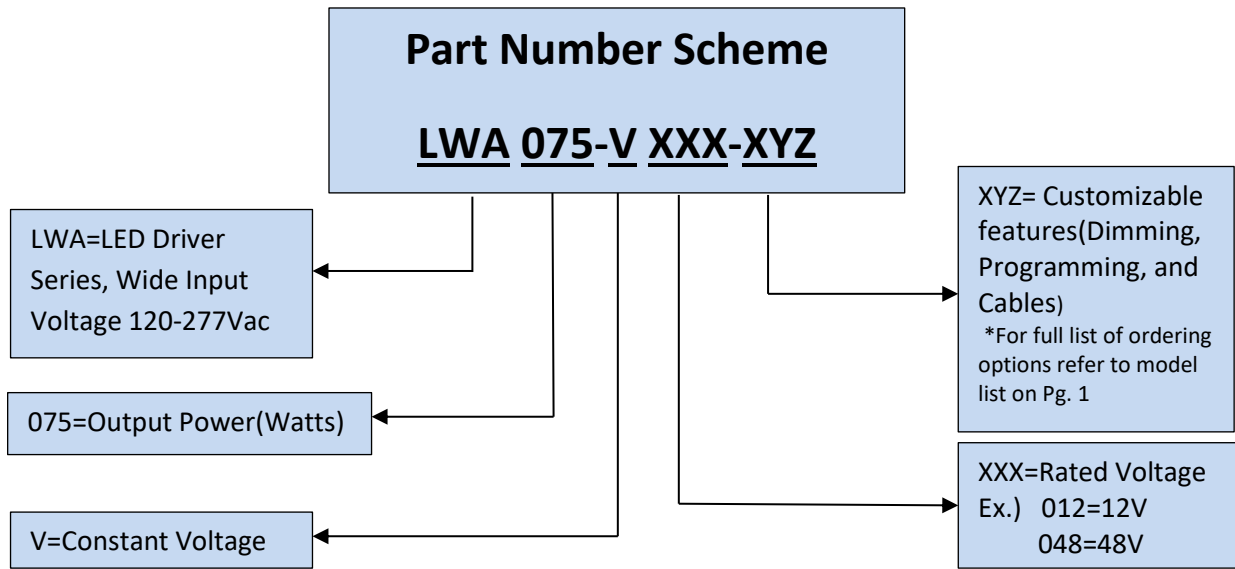 Part Number Scheme
LWA 075-V XXX-XYZ
LWA=LED Driver
Series, Wide Input
Voltage 120-277Vac
075=Output Power(Watts)
V=Constant Voltage
XYZ= Customizable
features(Dimming,
Programming, and
Cables)
*For full list of ordering
options refer to model
list on Pg. 1
XXX=Rated Voltage
Ex.) 012=12V
048=48V